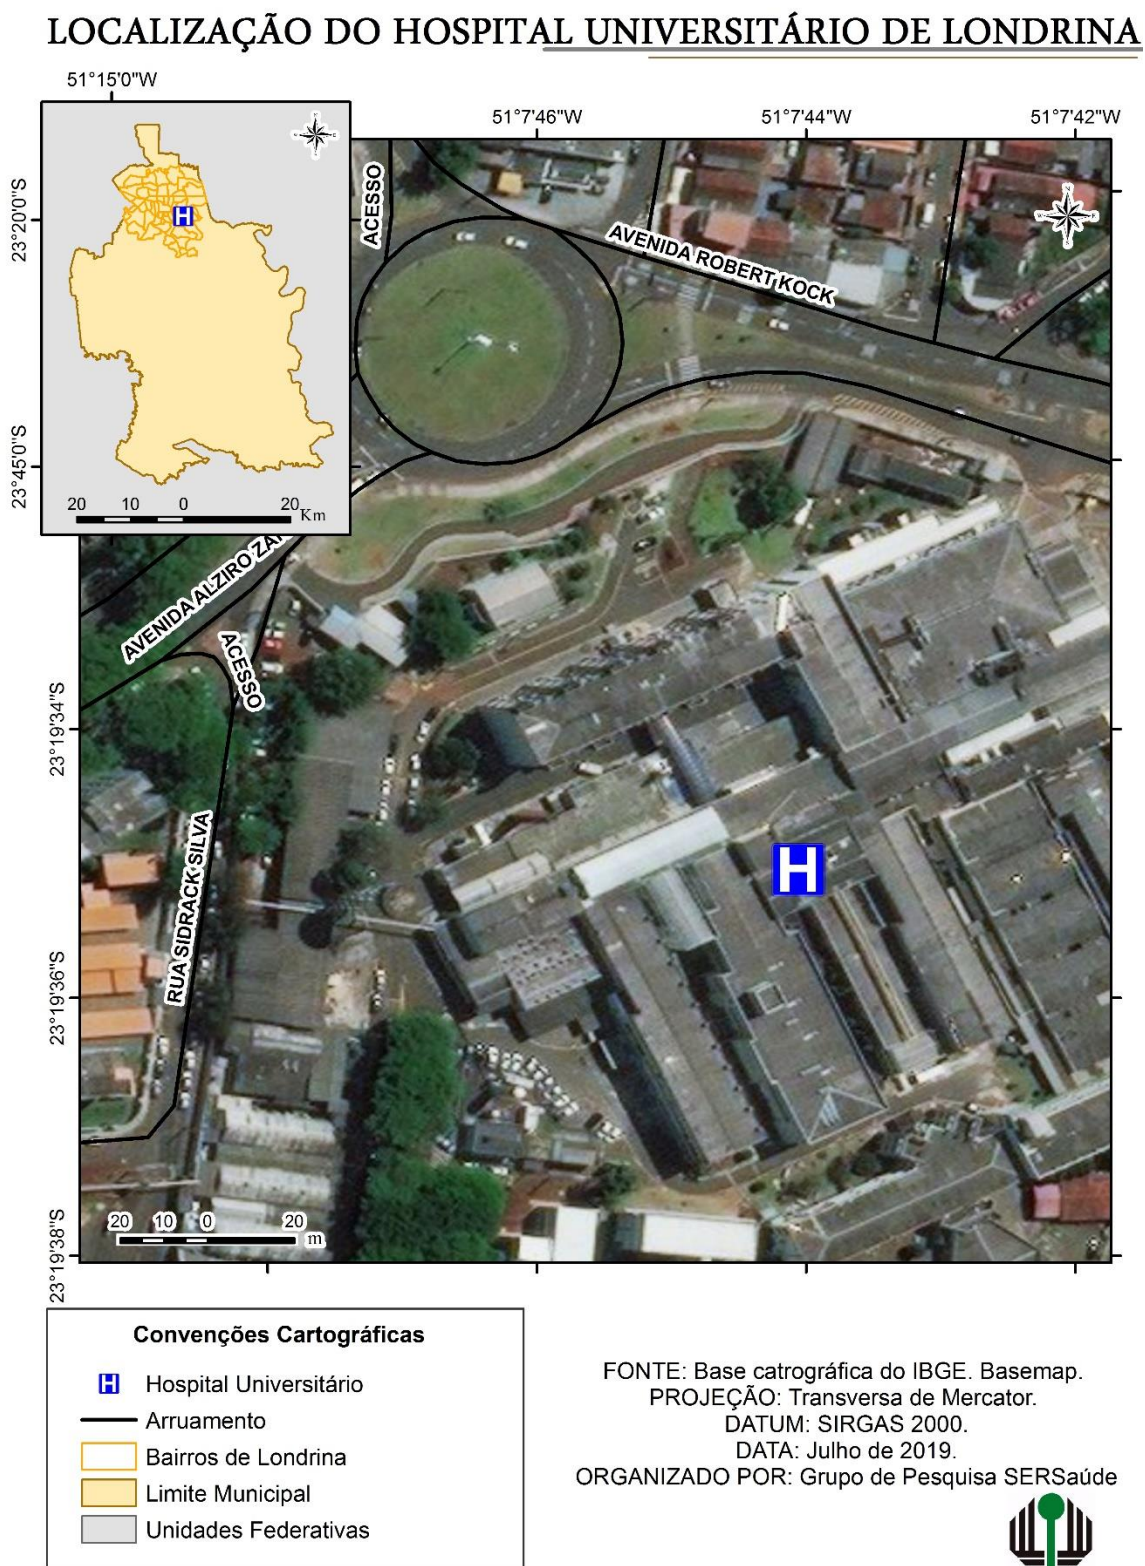 LOCALIZAÇÃO DO HOSPITAL UNIVERSITÁRIO DE LONDRINA
51°15'0"W
51°7'46"W
51°7'44"W
51°7'42"W
23°20'0"S
23°45'0"S
20 10 0 20 Km
ACESSO
AVENIDA ROBERT KOCK
AVENIDA ALZIRO
ACESSO
RUA SIDRACK SILVA
H
H
23°19'34"S
23°19'36"S
23°19'38"S
20 10 0 20 m
Convenções Cartográficas
H Hospital Universitário
Arruamento
Bairros de Londrina
Limite Municipal
Unidades Federativas
FONTE: Base catrográfica do IBGE. Basemap.
PROJEÇÃO: Transversa de Mercator.
DATUM: SIRGAS 2000.
DATA: Julho de 2019.
ORGANIZADO POR: Grupo de Pesquisa SERSaúde